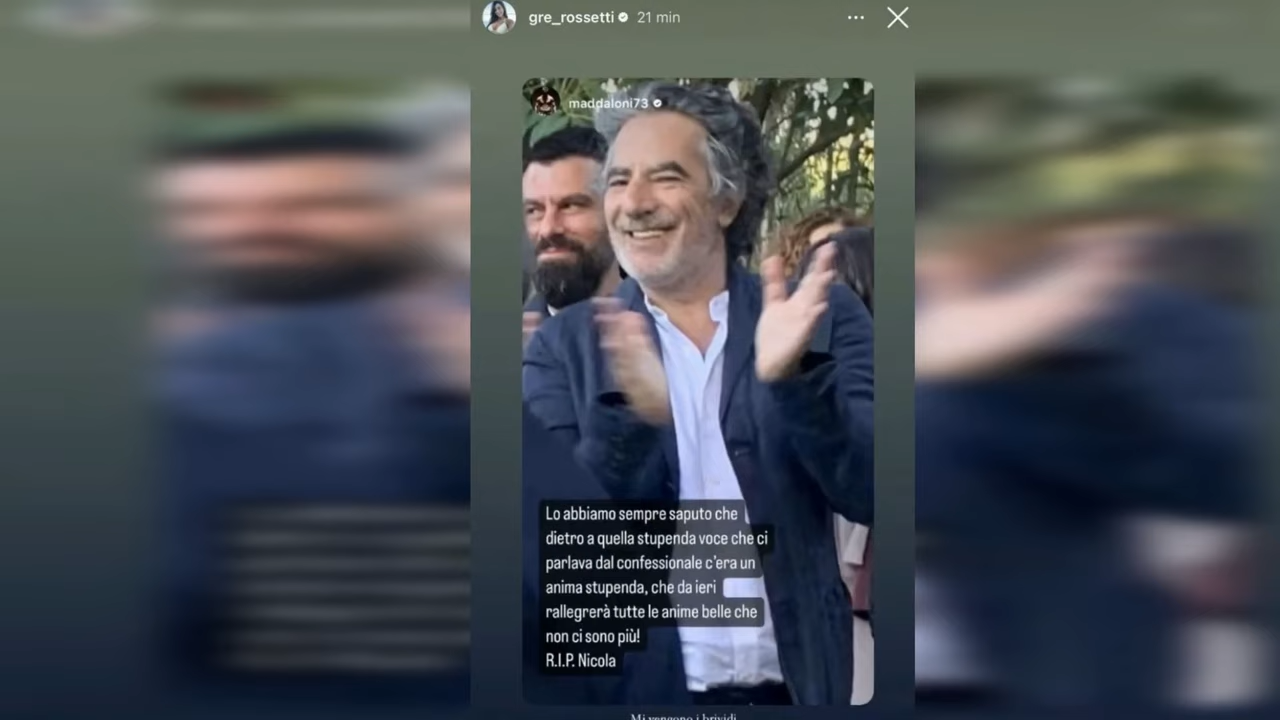 gre_rossetti 21 min
maddaloni73
Lo abbiamo sempre saputo che
dietro a quella stupenda voce che ci
parlava dal confessionale c'era un
anima stupenda, che da ieri
rallegrerà tutte le anime belle che
non ci sono più!
R.I.P. Nicola
Mi vengono i brividi